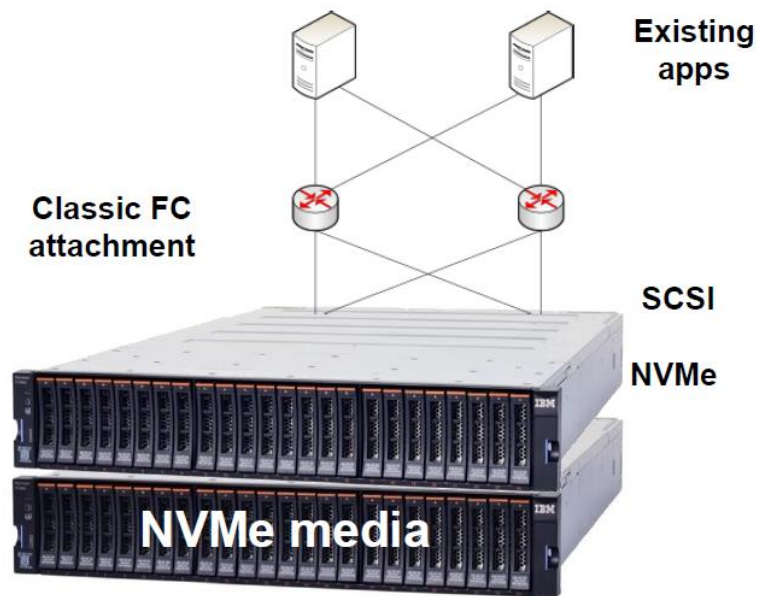 Existing
apps
Classic FC
attachment
SCSI
NVMe
IBM
NVMe media
IBM